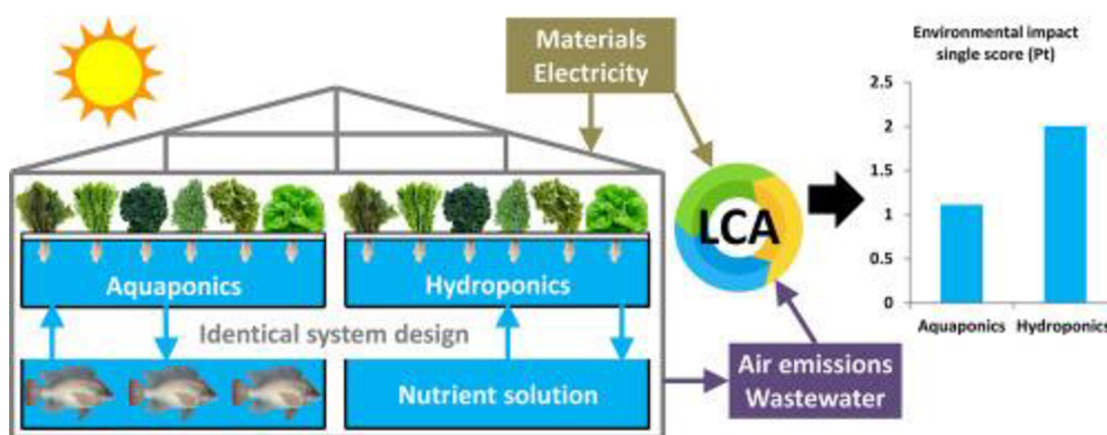 Materials
Electricity
Aquaponics
Hydroponics
Identical system design
Nutrient solution
LCA
Air emissions
Wastewater
Environmental impact
single score (Pt)
2.5
2
1.5
1
0.5
0
Aquaponics Hydroponics